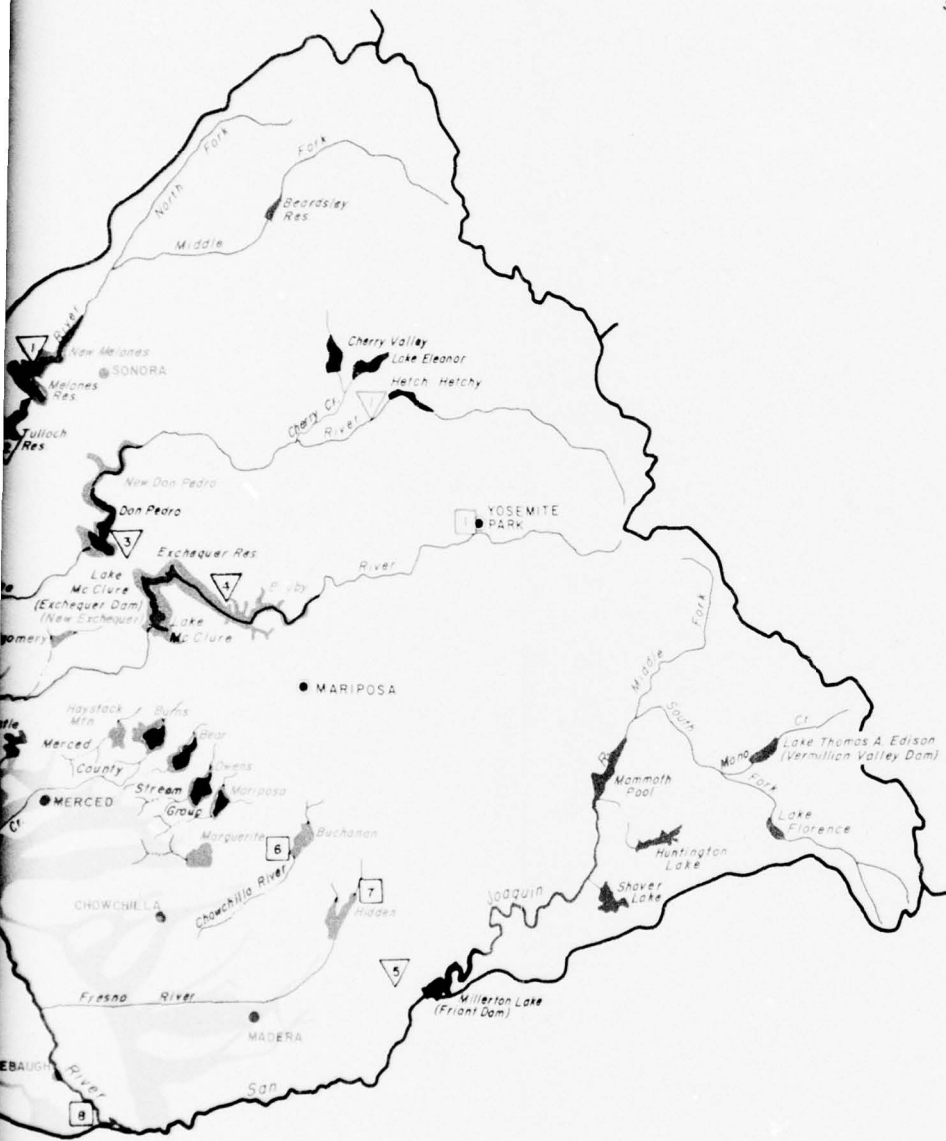 North Fork
Fork
Beardsley
Res.
Middle
River
1
New Melones
SONORA
Melones
Res.
Tulloch
Res.
Cherry Valley
Lake Eleanor
Hetch Hetchy
Cherry Cr.
River
New Don Pedro
Don Pedro
3
YOSEMITE
PARK
1
Exchequer Res.
4
River
Lake
Mc Clure
(Exchequer Dam)
(New Exchequer)
Lake
Mc Clure
MARIPOSA
Middle Fork
South
Fork
Mono Cr.
Lake Thomas A. Edison
(Vermillion Valley Dam)
Haystack
Mtn.
Burns
Bear
Merced
County
Owens
Stream
Mariposa
Group
MERCED
Cr.
R.
Mammoth
Pool
Lake
Florence
Huntington
Lake
Marguerite
6
Buchanan
Chowchilla River
7
Hidden
CHOWCHILLA
Joaquin
Shaver
Lake
5
Fresno River
Millerton Lake
(Friant Dam)
MADERA
EBAUGH
River
San
8